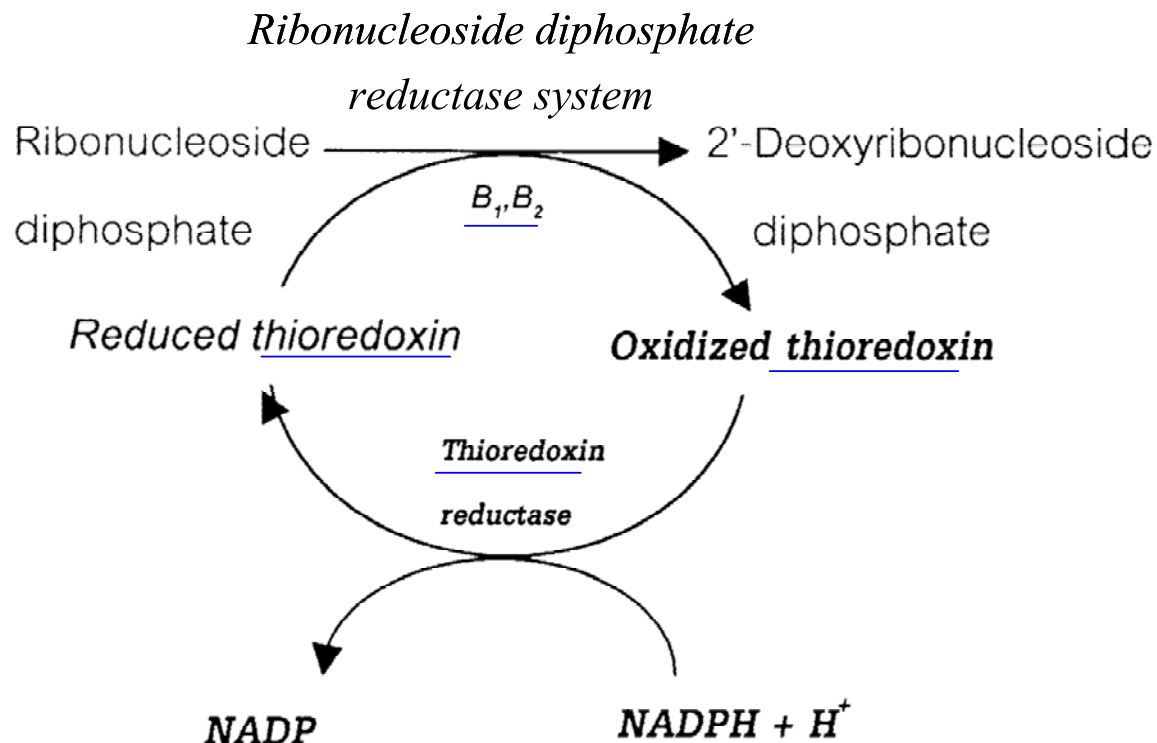 Ribonucleoside diphosphate
reductase system
Ribonucleoside
diphosphate
2'-Deoxyribonucleoside
diphosphate
B₁,B₂
Reduced thioredoxin
Oxidized thioredoxin
Thioredoxin
reductase
NADP
NADPH + H⁺